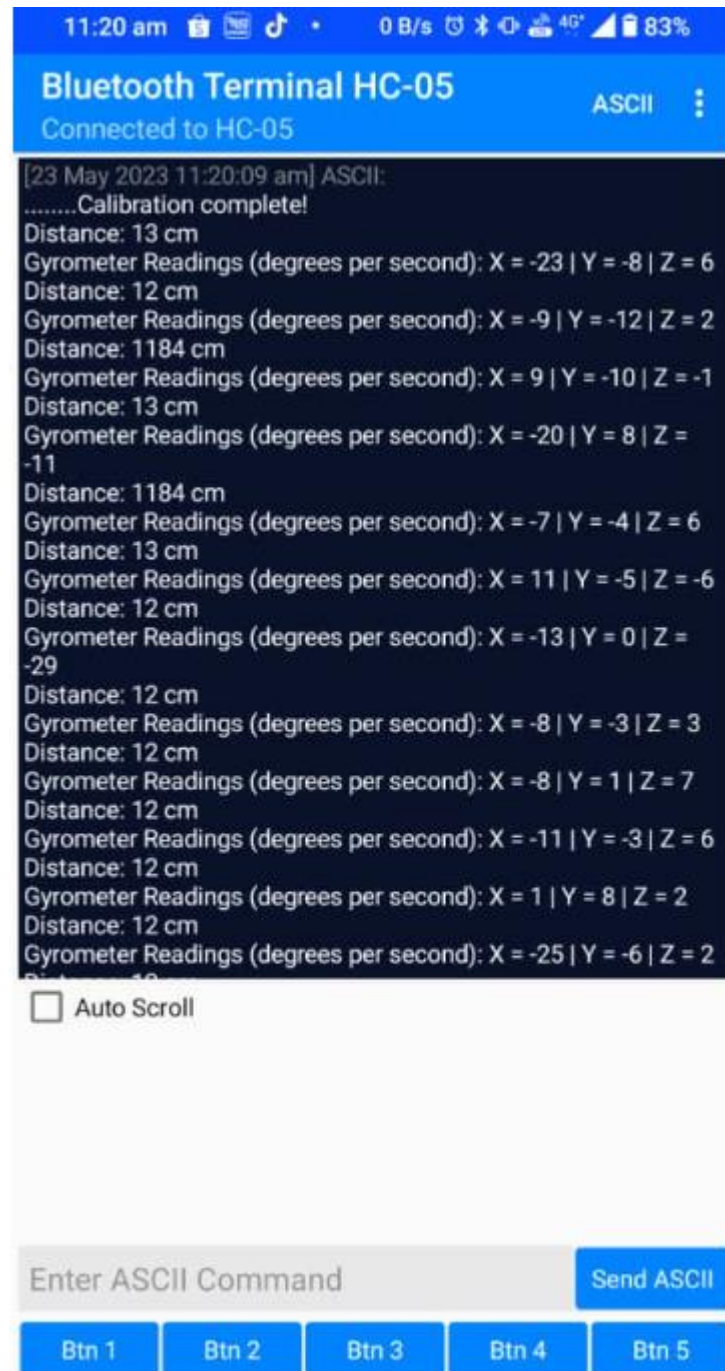 11:20 am 0 B/s 4G+ 83%
Bluetooth Terminal HC-05
ASCII
Connected to HC-05
[23 May 2023 11:20:09 am] ASCII:
........Calibration complete!
Distance: 13 cm
Gyrometer Readings (degrees per second): X = -23 | Y = -8 | Z = 6
Distance: 12 cm
Gyrometer Readings (degrees per second): X = -9 | Y = -12 | Z = 2
Distance: 1184 cm
Gyrometer Readings (degrees per second): X = 9 | Y = -10 | Z = -1
Distance: 13 cm
Gyrometer Readings (degrees per second): X = -20 | Y = 8 | Z =
-11
Distance: 1184 cm
Gyrometer Readings (degrees per second): X = -7 | Y = -4 | Z = 6
Distance: 13 cm
Gyrometer Readings (degrees per second): X = 11 | Y = -5 | Z = -6
Distance: 12 cm
Gyrometer Readings (degrees per second): X = -13 | Y = 0 | Z =
-29
Distance: 12 cm
Gyrometer Readings (degrees per second): X = -8 | Y = -3 | Z = 3
Distance: 12 cm
Gyrometer Readings (degrees per second): X = -8 | Y = 1 | Z = 7
Distance: 12 cm
Gyrometer Readings (degrees per second): X = -11 | Y = -3 | Z = 6
Distance: 12 cm
Gyrometer Readings (degrees per second): X = 1 | Y = 8 | Z = 2
Distance: 12 cm
Gyrometer Readings (degrees per second): X = -25 | Y = -6 | Z = 2
Auto Scroll
Enter ASCII Command
Send ASCII
Btn 1 Btn 2 Btn 3 Btn 4 Btn 5